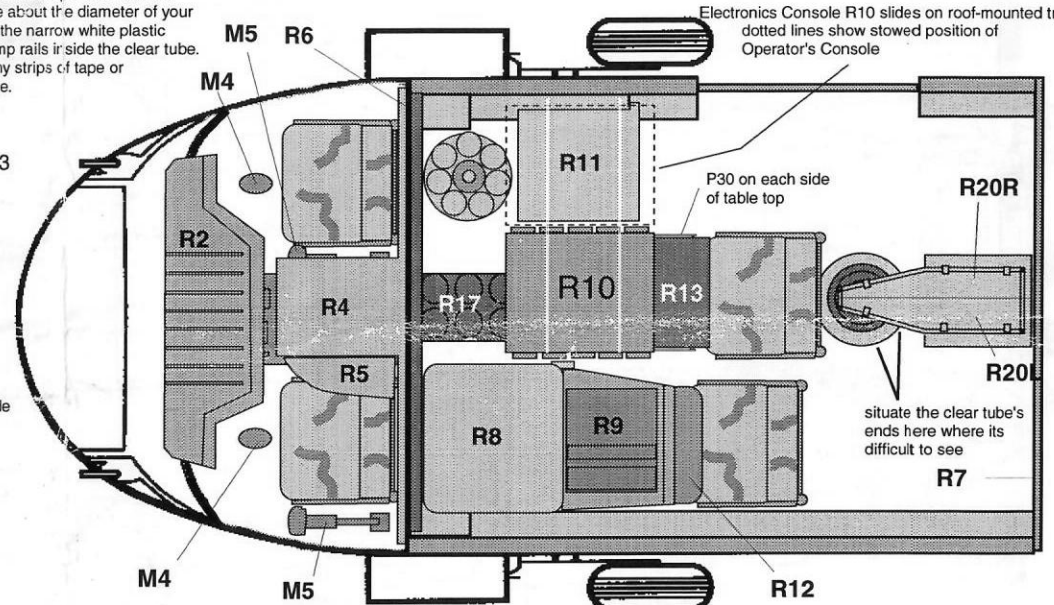 e about the diameter of your
the narrow white plastic
mp rails inside the clear tube.
ny strips of tape or
e.
M5
R6
Electronics Console R10 slides on roof-mounted tr
dotted lines show stowed position of
Operator's Console
M4
3
R11
P30 on each side
of table top
R20R
R2
R4
R17
R10
R13
R5
R20L
de
R8
R9
situate the clear tube's
ends here where its
difficult to see
R7
M4
M5
R12